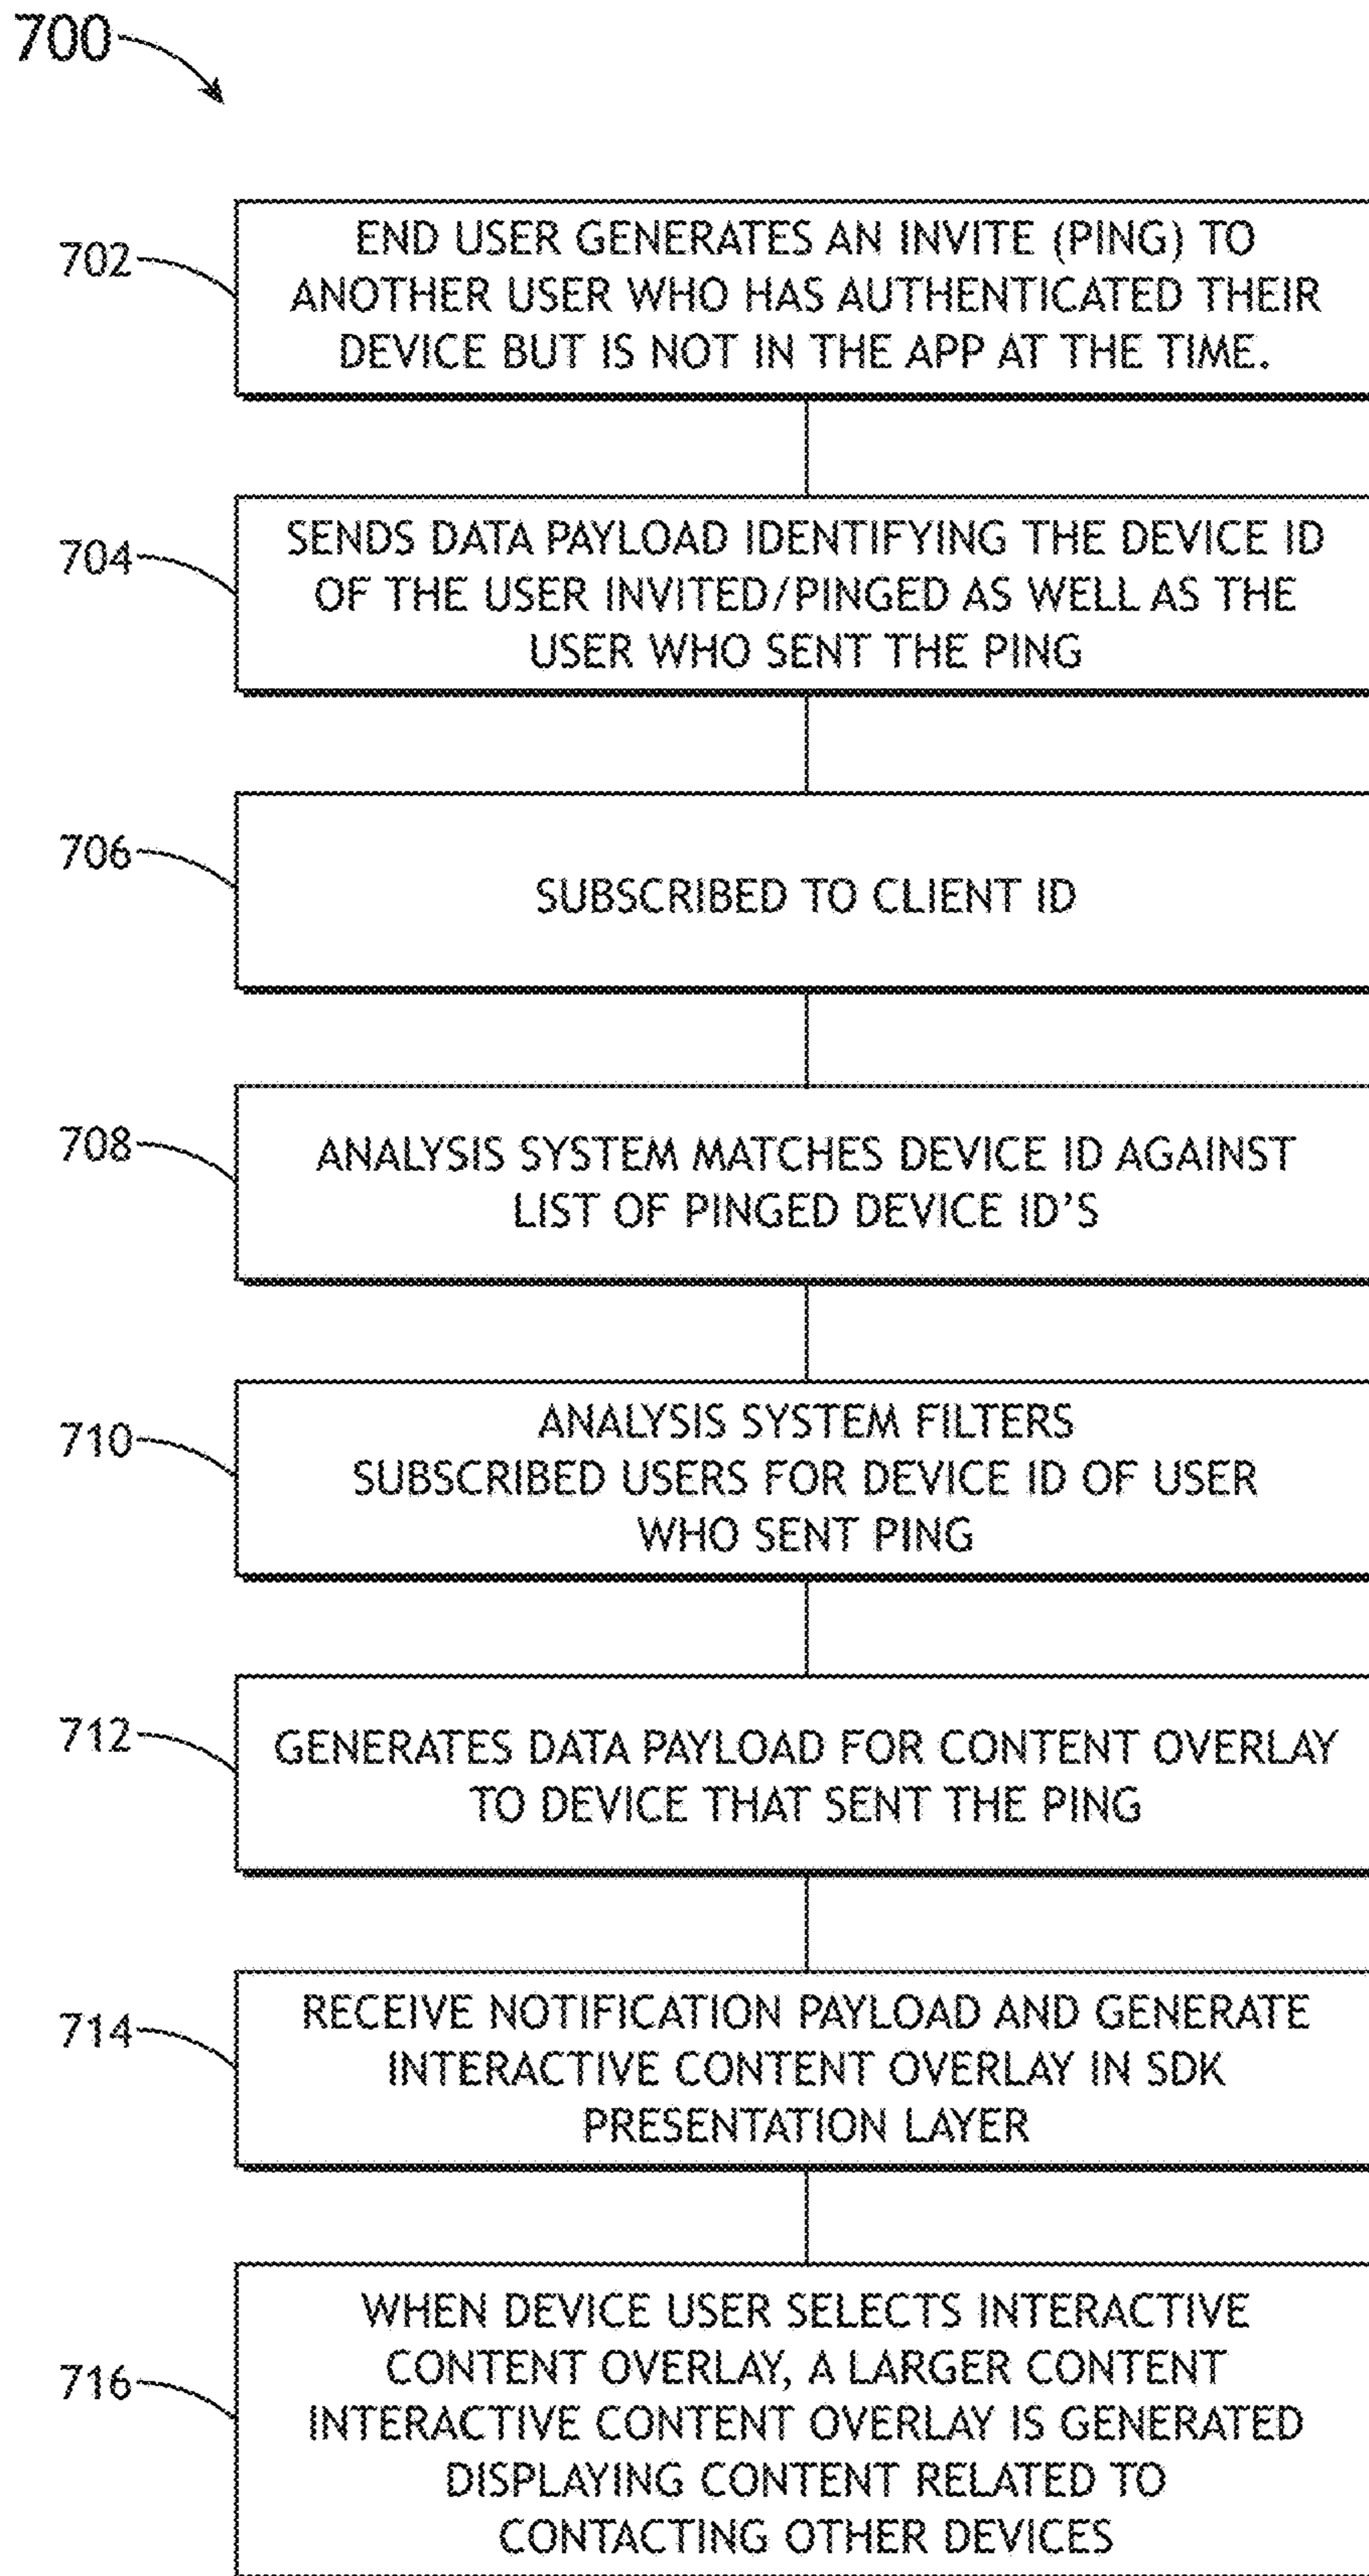 700
702
END USER GENERATES AN INVITE (PING) TO
ANOTHER USER WHO HAS AUTHENTICATED THEIR
DEVICE BUT IS NOT IN THE APP AT THE TIME.
704
SENDS DATA PAYLOAD IDENTIFYING THE DEVICE ID
OF THE USER INVITED/PINGED AS WELL AS THE
USER WHO SENT THE PING
706
SUBSCRIBED TO CLIENT ID
708
ANALYSIS SYSTEM MATCHES DEVICE ID AGAINST
LIST OF PINGED DEVICE ID'S
710
ANALYSIS SYSTEM FILTERS
SUBSCRIBED USERS FOR DEVICE ID OF USER
WHO SENT PING
712
GENERATES DATA PAYLOAD FOR CONTENT OVERLAY
TO DEVICE THAT SENT THE PING
714
RECEIVE NOTIFICATION PAYLOAD AND GENERATE
INTERACTIVE CONTENT OVERLAY IN SDK
PRESENTATION LAYER
716
WHEN DEVICE USER SELECTS INTERACTIVE
CONTENT OVERLAY, A LARGER CONTENT
INTERACTIVE CONTENT OVERLAY IS GENERATED
DISPLAYING CONTENT RELATED TO
CONTACTING OTHER DEVICES